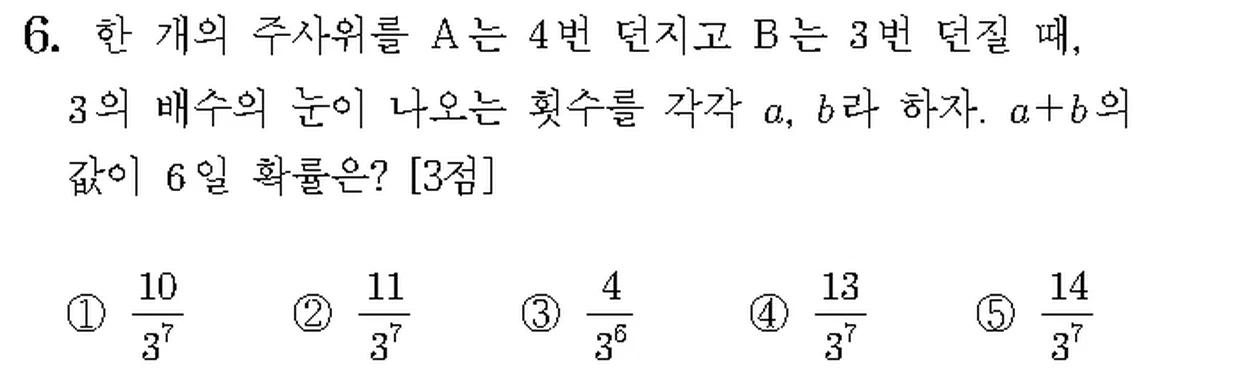 6. 한 개의 주사위를 A는 4번 던지고 B는 3번 던질 때,
3의 배수의 눈이 나오는 횟수를 각각 a, b라 하자. a+b의
값이 6일 확률은? [3점]
① 10/3^7 ② 11/3^7 ③ 4/3^6 ④ 13/3^7 ⑤ 14/3^7